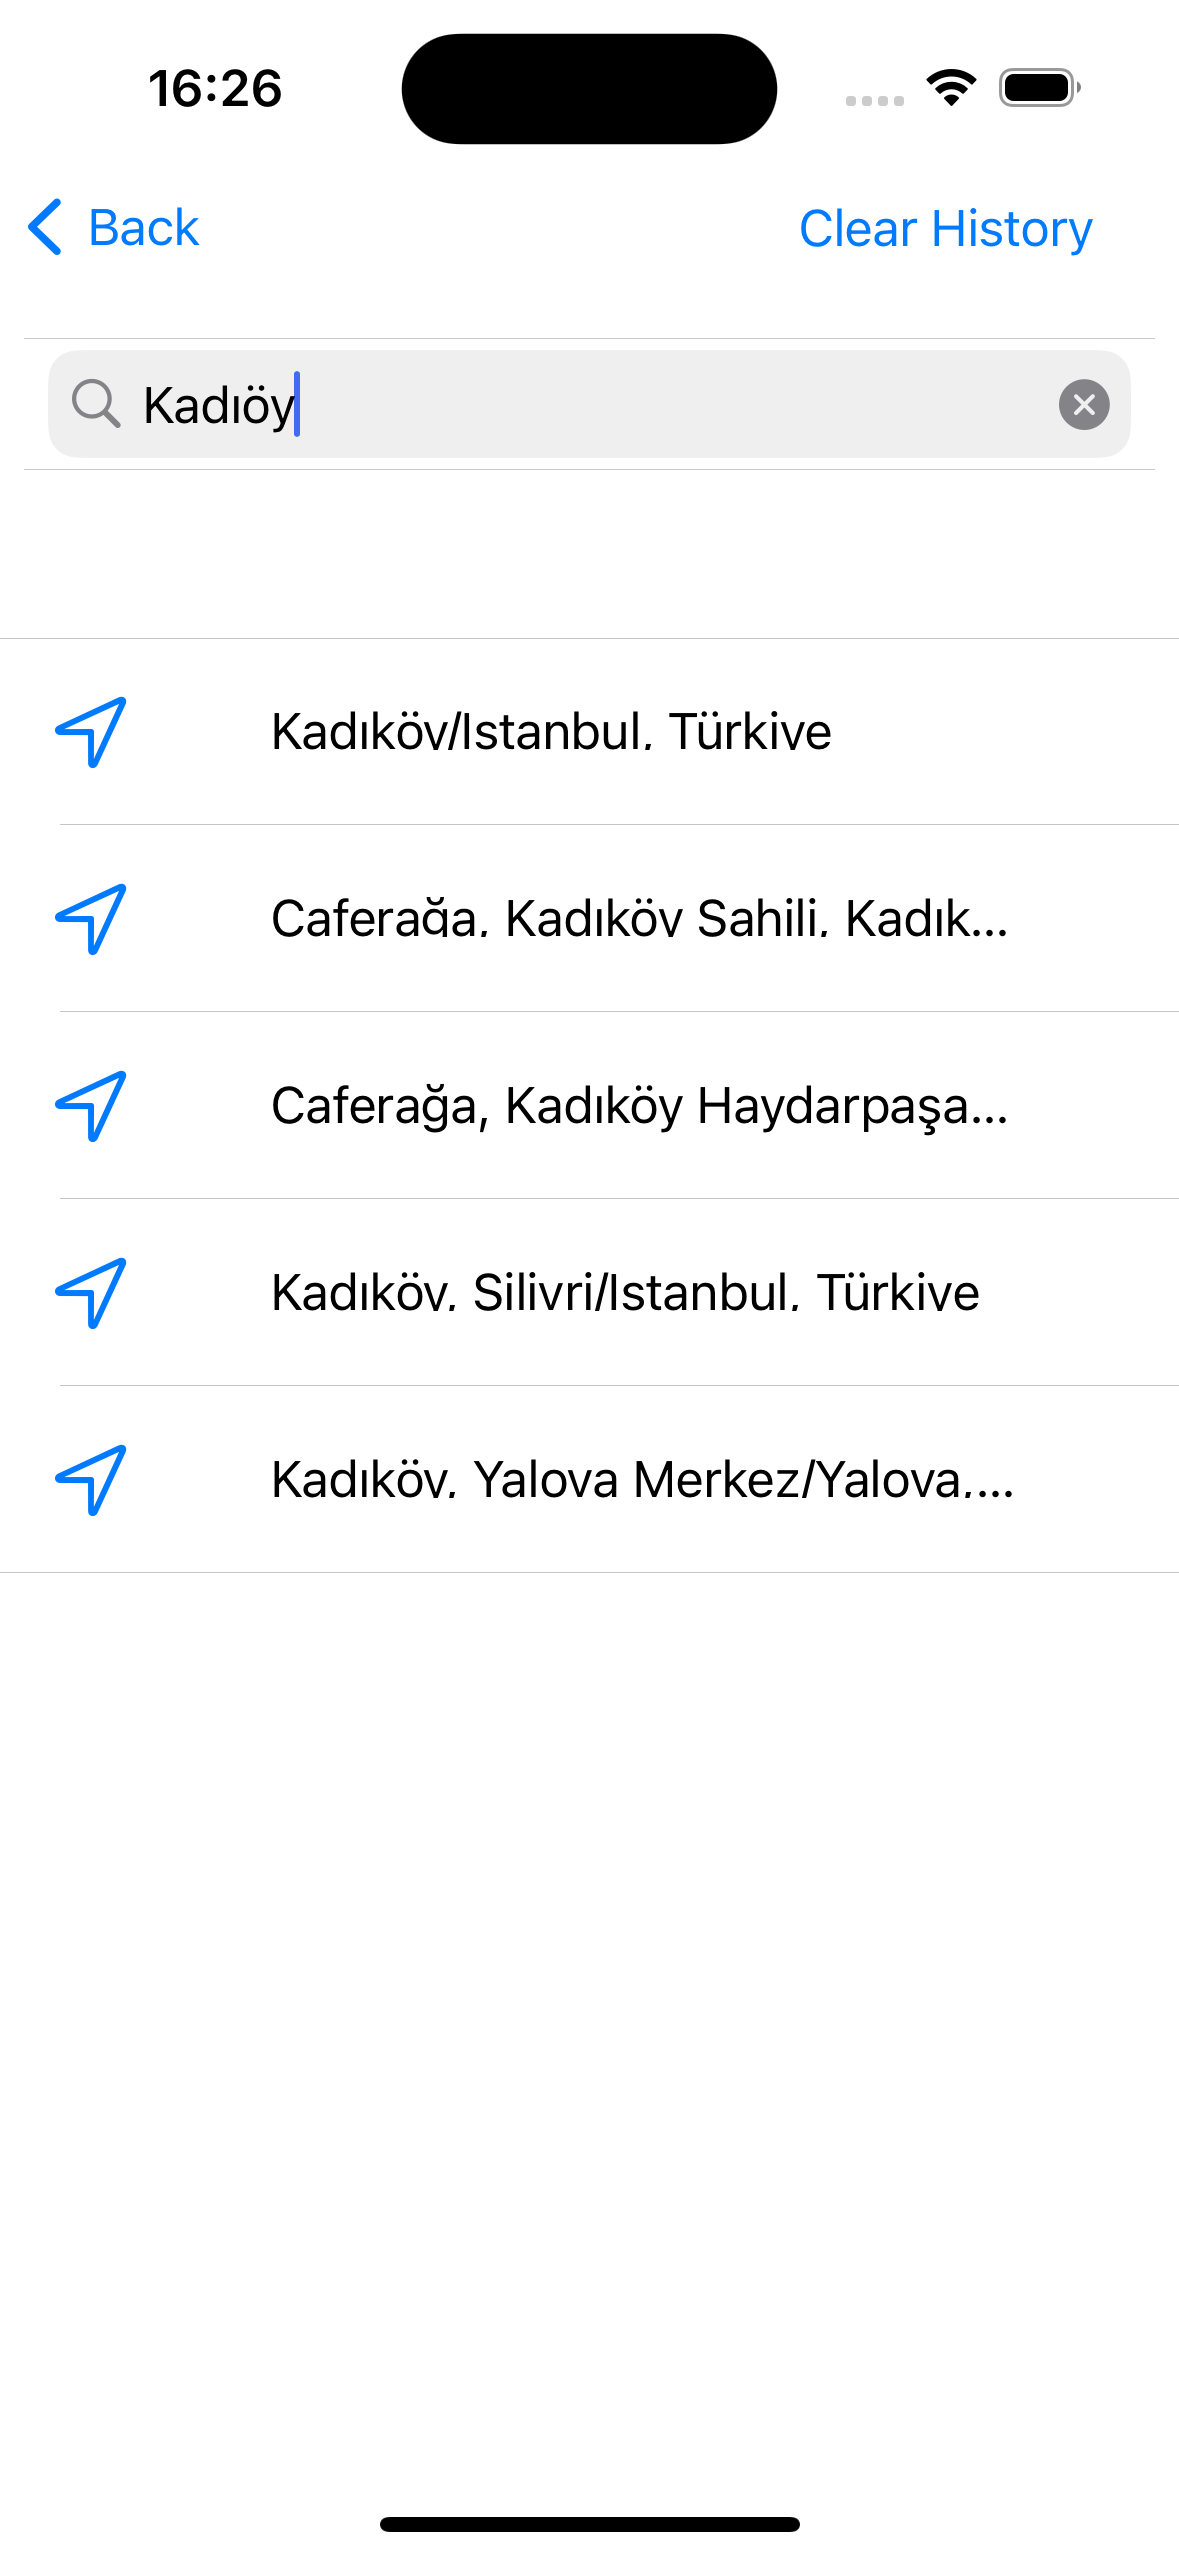 16:26
Back
Clear History
Kadıöy
Kadıköy/Istanbul, Türkiye
Caferağa, Kadıköy Sahili, Kadık...
Caferağa, Kadıköy Haydarpaşa...
Kadıköy, Silivri/Istanbul, Türkiye
Kadıköy, Yalova Merkez/Yalova,...